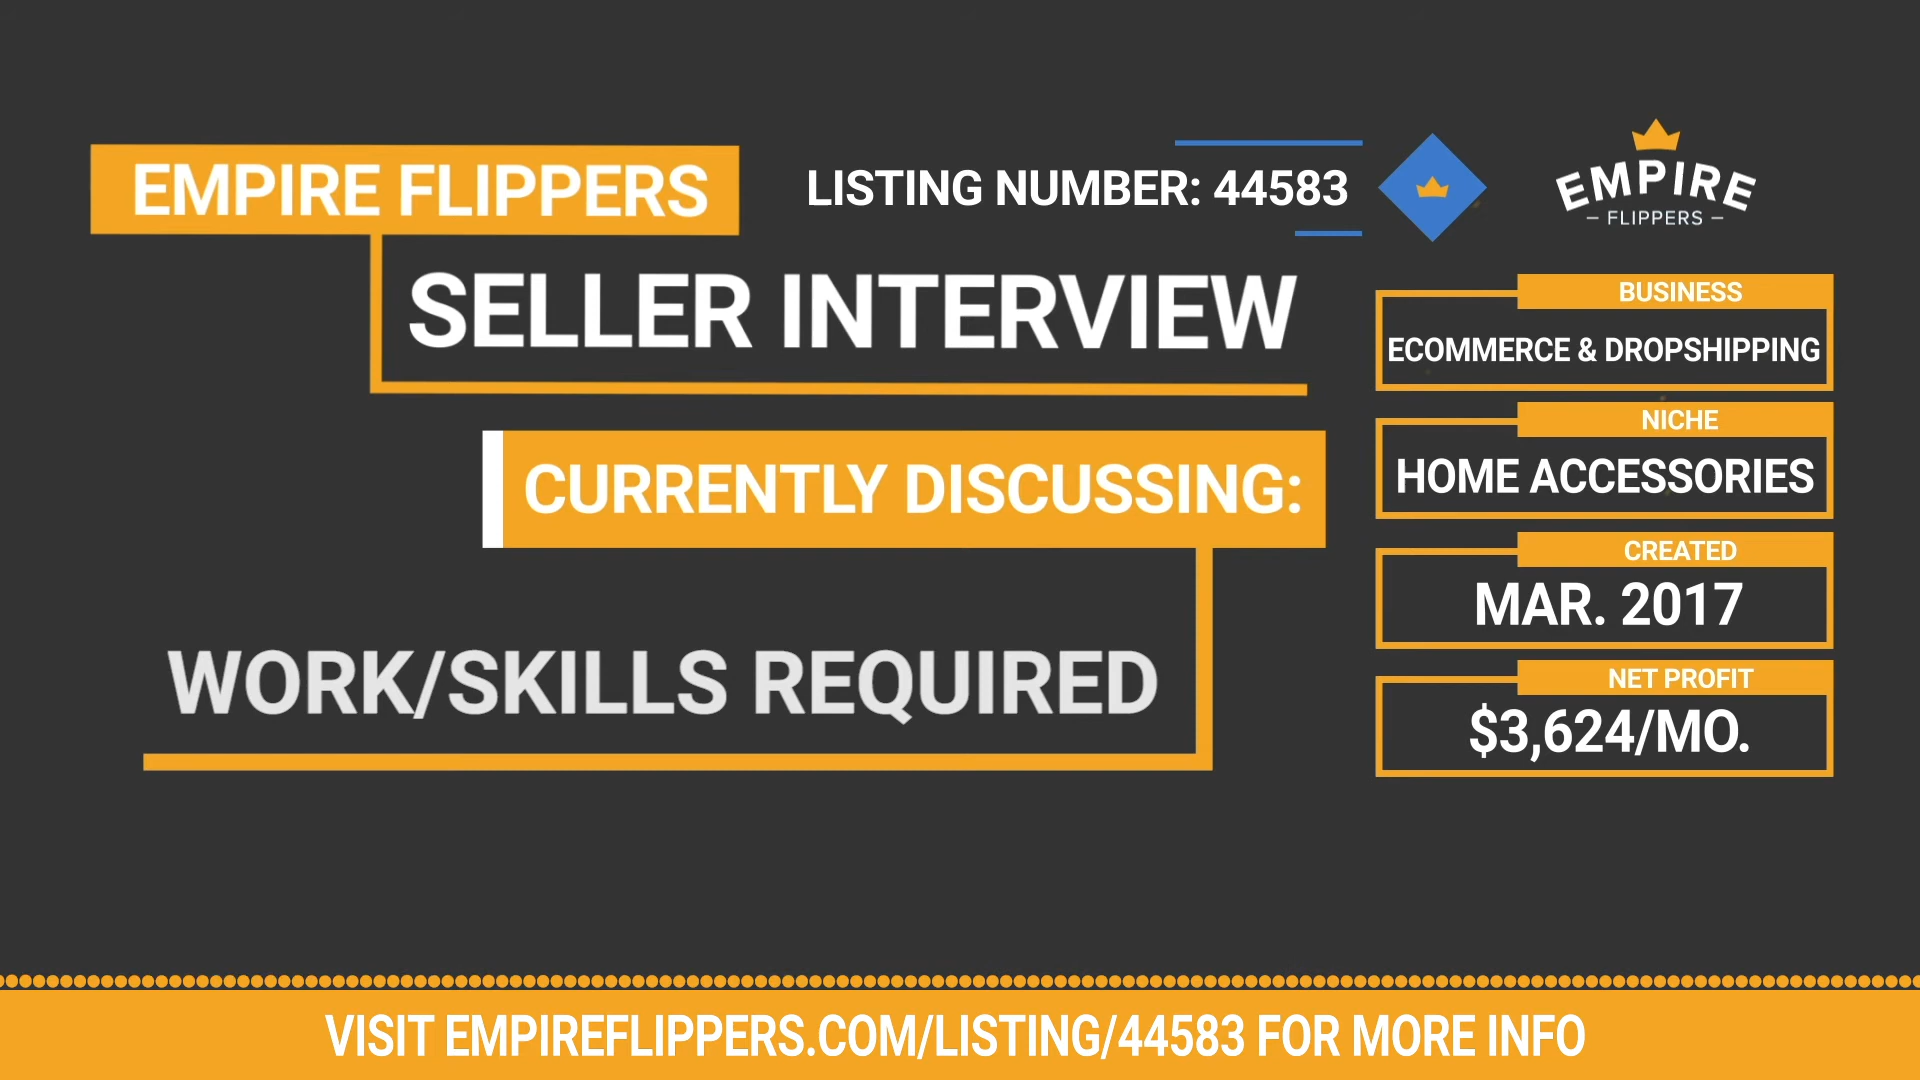 EMPIRE FLIPPERS
LISTING NUMBER: 44583
EMPIRE
FLIPPERS
SELLER INTERVIEW
CURRENTLY DISCUSSING:
WORK/SKILLS REQUIRED
BUSINESS
ECOMMERCE & DROPSHIPPING
NICHE
HOME ACCESSORIES
CREATED
MAR. 2017
NET PROFIT
$3,624/MO.
VISIT EMPIREFLIPPERS.COM/LISTING/44583 FOR MORE INFO